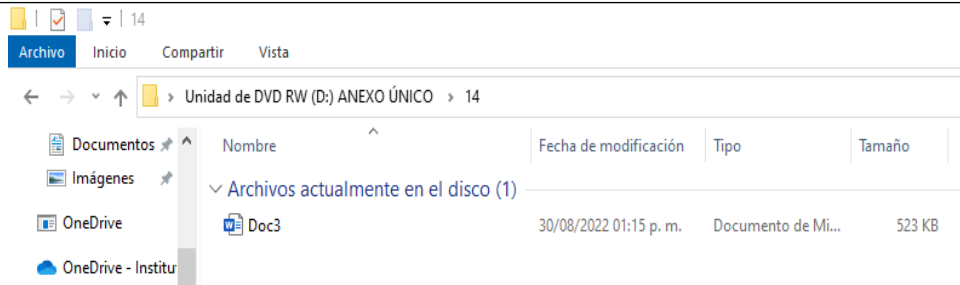 14
Archivo Inicio Compartir Vista
Unidad de DVD RW (D:) ANEXO ÚNICO > 14
Documentos Nombre Fecha de modificación Tipo Tamaño
Imágenes
Archivos actualmente en el disco (1)
OneDrive Doc3 30/08/2022 01:15 p. m. Documento de Mi... 523 KB
OneDrive - Institu